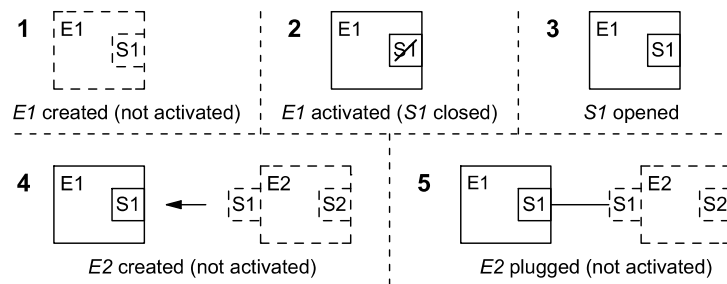 1 E1 S1
E1 created (not activated)
2 E1 S1
E1 activated (S1 closed)
3 E1 S1
S1 opened
4 E1 S1 S1 E2 S2
E2 created (not activated)
5 E1 S1 S1 E2 S2
E2 plugged (not activated)